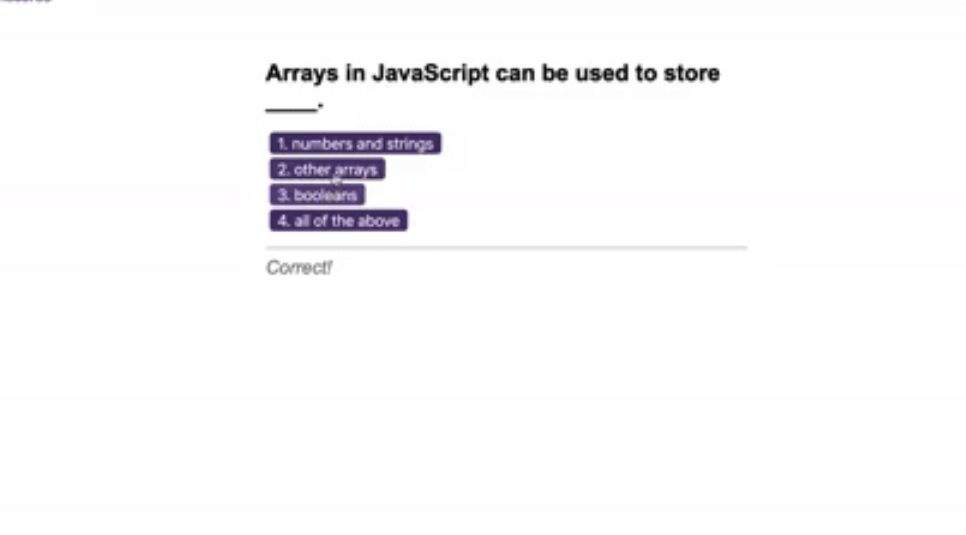 Arrays in JavaScript can be used to store
____.
1. numbers and strings
2. other arrays
3. booleans
4. all of the above
Correct!